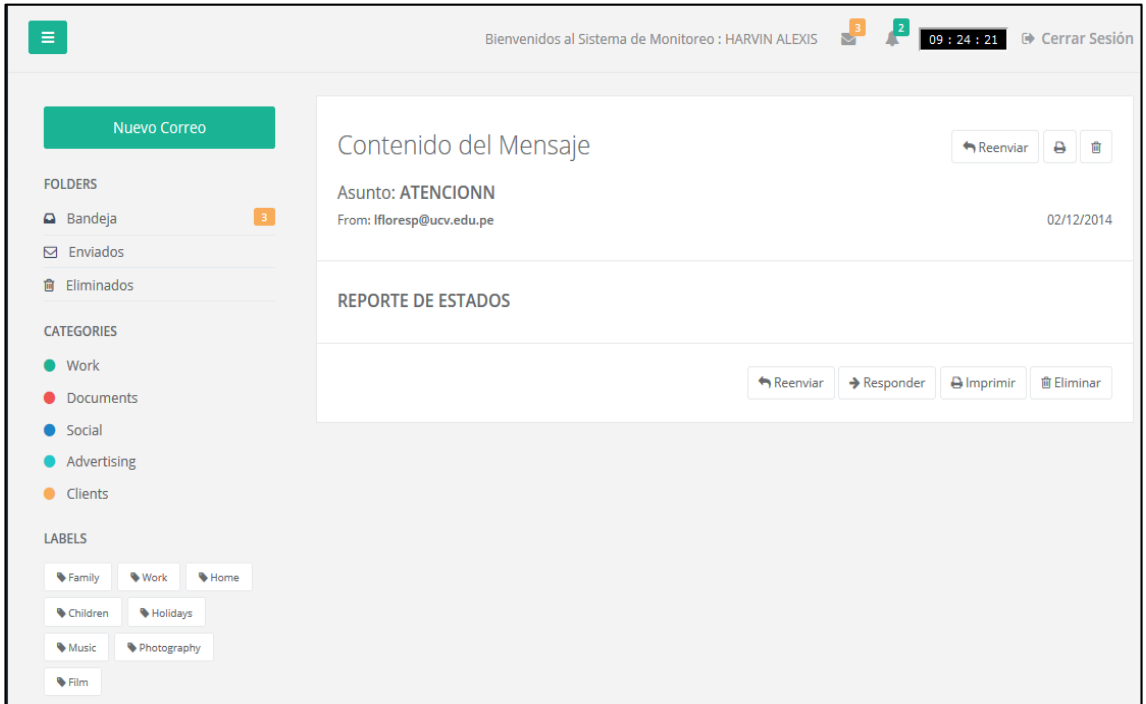 Bienvenidos al Sistema de Monitoreo : HARVIN ALEXIS 3 2 09 : 24 : 21 Cerrar Sesión
Nuevo Correo
FOLDERS
Bandeja 3
Enviados
Eliminados
CATEGORIES
Work
Documents
Social
Advertising
Clients
LABELS
Family Work Home
Children Holidays
Music Photography
Film
Contenido del Mensaje
Reenviar
Asunto: ATENCIONN
From: lfloresp@ucv.edu.pe 02/12/2014
REPORTE DE ESTADOS
Reenviar Responder Imprimir Eliminar